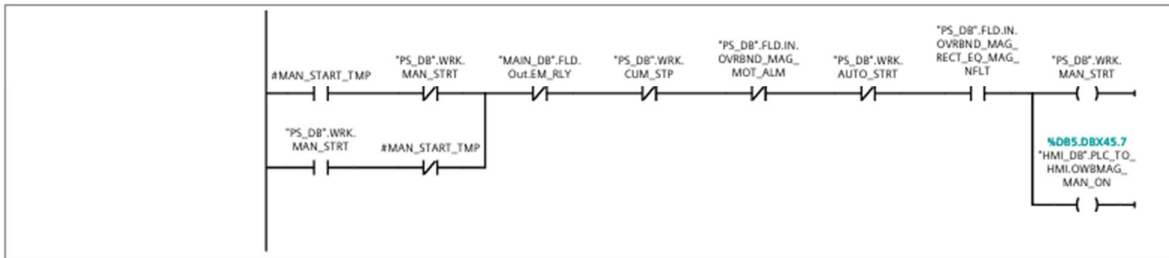 #MAN_START_TMP
"PS_DB".WRK.
MAN_STRT
"MAIN_DB".FLD.
Out.EM_RLY
"PS_DB".WRK.
CUM_STP
"PS_DB".FLD.IN.
OVRBND_MAG_
MOT_ALM
"PS_DB".WRK.
AUTO_STRT
"PS_DB".FLD.IN.
OVRBND_MAG_
RECT_EQ_MAG_
NFLT
"PS_DB".WRK.
MAN_STRT
"PS_DB".WRK.
MAN_STRT
#MAN_START_TMP
%DB5.DBX45.7
"HMI_DB".PLC_TO_
HMI.OWBMAG_
MAN_ON